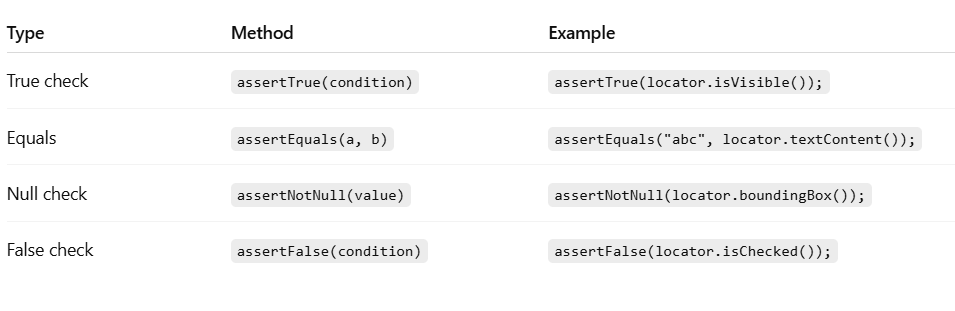 Type Method Example
True check assertTrue(condition) assertTrue(locator.isVisible());
Equals assertEquals(a, b) assertEquals("abc", locator.textContent());
Null check assertNotNull(value) assertNotNull(locator.boundingBox());
False check assertFalse(condition) assertFalse(locator.isChecked());